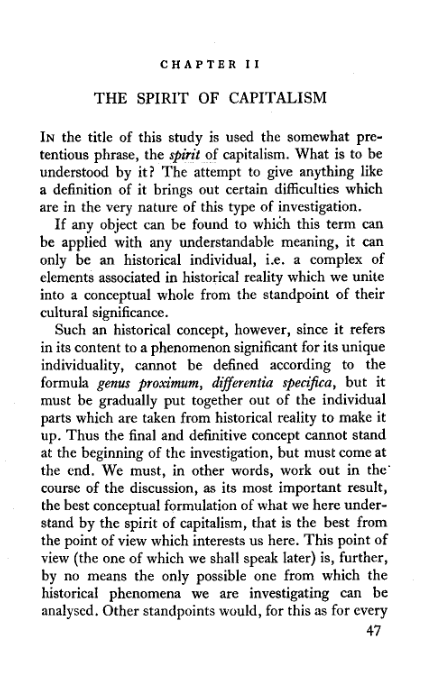 CHAPTER II
THE SPIRIT OF CAPITALISM
IN the title of this study is used the somewhat pre-
tentious phrase, the spirit of capitalism. What is to be
understood by it? The attempt to give anything like
a definition of it brings out certain difficulties which
are in the very nature of this type of investigation.
If any object can be found to which this term can
be applied with any understandable meaning, it can
only be an historical individual, i.e. a complex of
elements associated in historical reality which we unite
into a conceptual whole from the standpoint of their
cultural significance.
Such an historical concept, however, since it refers
in its content to a phenomenon significant for its unique
individuality, cannot be defined according to the
formula genus proximum, differentia specifica, but it
must be gradually put together out of the individual
parts which are taken from historical reality to make it
up. Thus the final and definitive concept cannot stand
at the beginning of the investigation, but must come at
the end. We must, in other words, work out in the
course of the discussion, as its most important result,
the best conceptual formulation of what we here under-
stand by the spirit of capitalism, that is the best from
the point of view which interests us here. This point of
view (the one of which we shall speak later) is, further,
by no means the only possible one from which the
historical phenomena we are investigating can be
analysed. Other standpoints would, for this as for every
47